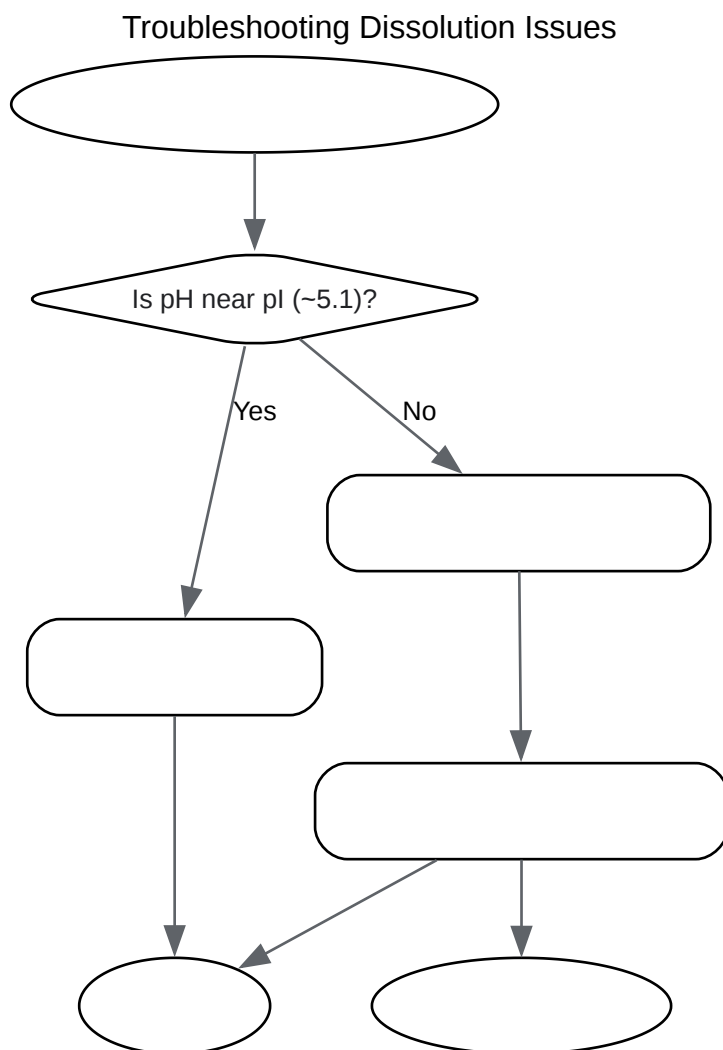 Troubleshooting Dissolution Issues
Is pH near pI (~5.1)?
Yes
No